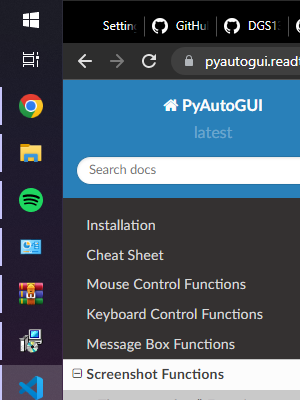 Setting
GitHu
DGS1
pyautogui.read
PyAutoGUI
latest
Search docs
Installation
Cheat Sheet
Mouse Control Functions
Keyboard Control Functions
Message Box Functions
Screenshot Functions